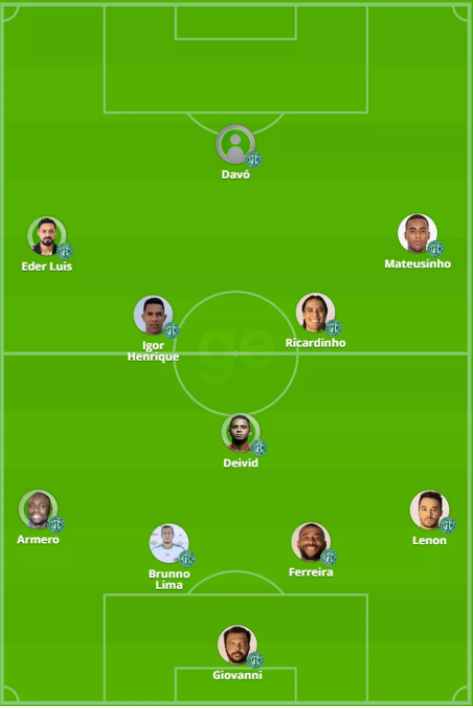 Davó
Eder Luis
Mateusinho
Igor
Henrique
Ricardinho
ge
Deivid
Armero
Lenon
Brunno
Lima
Ferreira
Giovanni